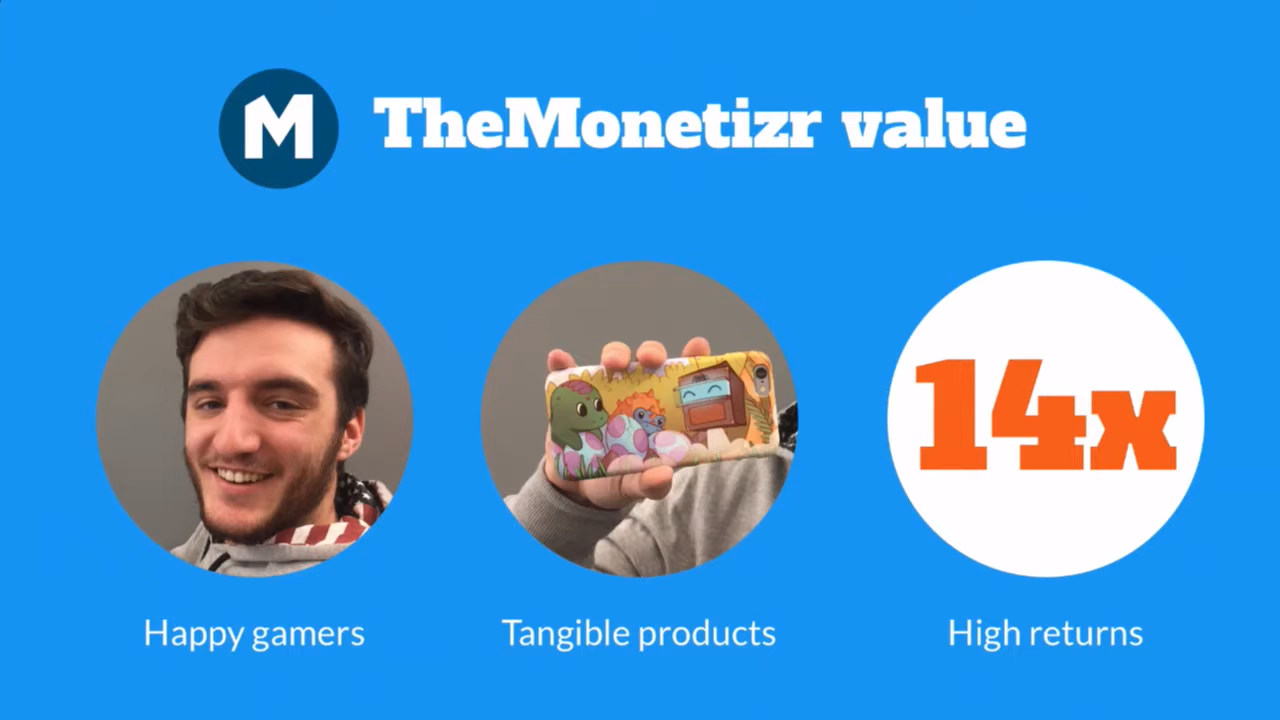 M TheMonetizr value
14x
Happy gamers
Tangible products
High returns